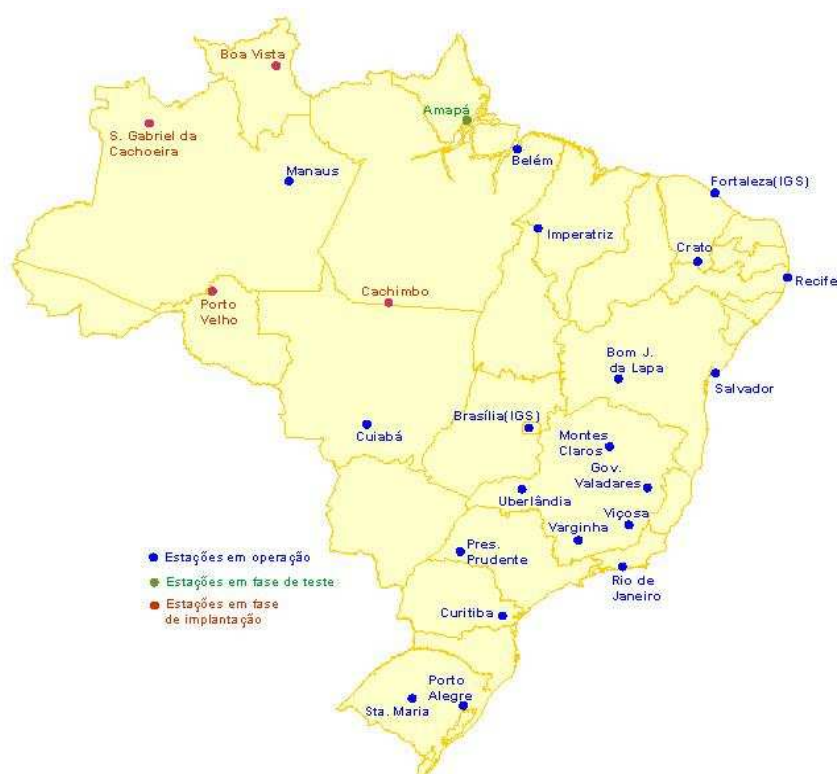 Boa Vista
Amapá
S. Gabriel da
Cachoeira
Belém
Manaus
Fortaleza(IGS)
Imperatriz
Crato
Recife
Porto
Velho
Cachimbo
Bom J.
da Lapa
Salvador
Brasília(IGS)
Cuiabá
Montes
Claros
Gov.
Valadares
Uberlândia
Viçosa
Varginha
Pres.
Prudente
Rio de
Janeiro
Curitiba
Porto
Alegre
Sta. Maria
Estações em operação
Estações em fase de teste
Estações em fase
de implantação